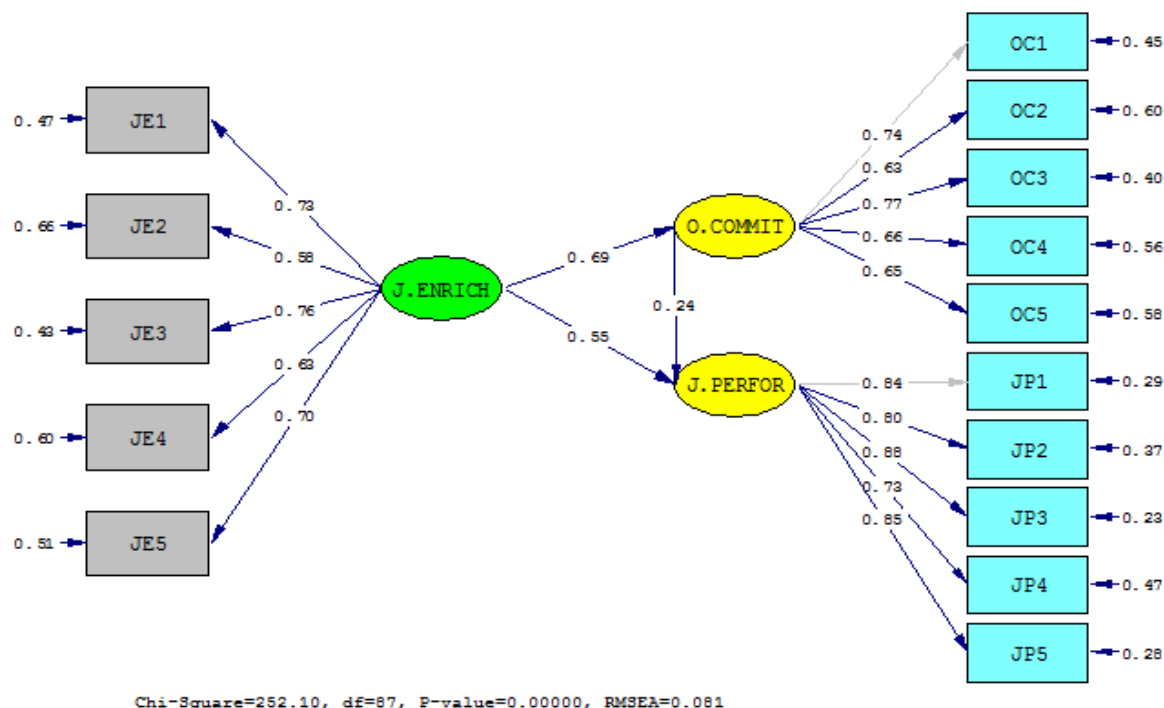 0.47 JE1
0.66 JE2
0.43 JE3
0.60 JE4
0.51 JE5
0.73
0.58
0.76
0.63
0.70
J.ENRICH
0.69
0.55
O.COMMIT
0.24
J.PERFOR
0.74
0.63
0.77
0.66
0.65
0.84
0.80
0.88
0.73
0.85
OC1 0.45
OC2 0.60
OC3 0.40
OC4 0.56
OC5 0.58
JP1 0.29
JP2 0.37
JP3 0.23
JP4 0.47
JP5 0.28
Chi-Square=252.10, df=87, P-value=0.00000, RMSEA=0.081